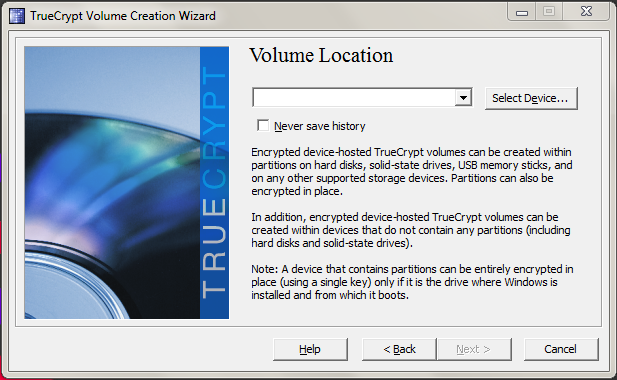 TrueCrypt Volume Creation Wizard
TRUECRYPT
Volume Location
Select Device...
Never save history
Encrypted device-hosted TrueCrypt volumes can be created within
partitions on hard disks, solid-state drives, USB memory sticks, and
on any other supported storage devices. Partitions can also be
encrypted in place.
In addition, encrypted device-hosted TrueCrypt volumes can be
created within devices that do not contain any partitions (including
hard disks and solid-state drives).
Note: A device that contains partitions can be entirely encrypted in
place (using a single key) only if it is the drive where Windows is
installed and from which it boots.
Help
< Back
Next >
Cancel